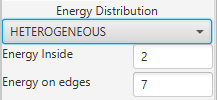 Energy Distribution
HETEROGENEOUS
Energy Inside 2
Energy on edges 7